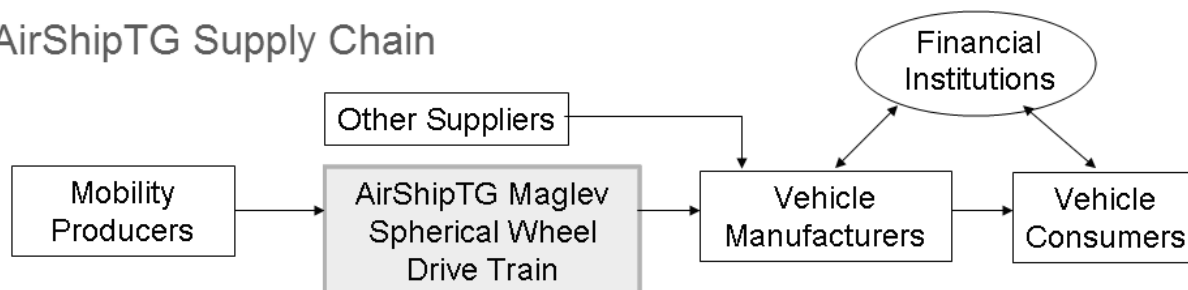 AirShipTG Supply Chain
Financial
Institutions
Other Suppliers
Mobility
Producers
AirShipTG Maglev
Spherical Wheel
Drive Train
Vehicle
Manufacturers
Vehicle
Consumers